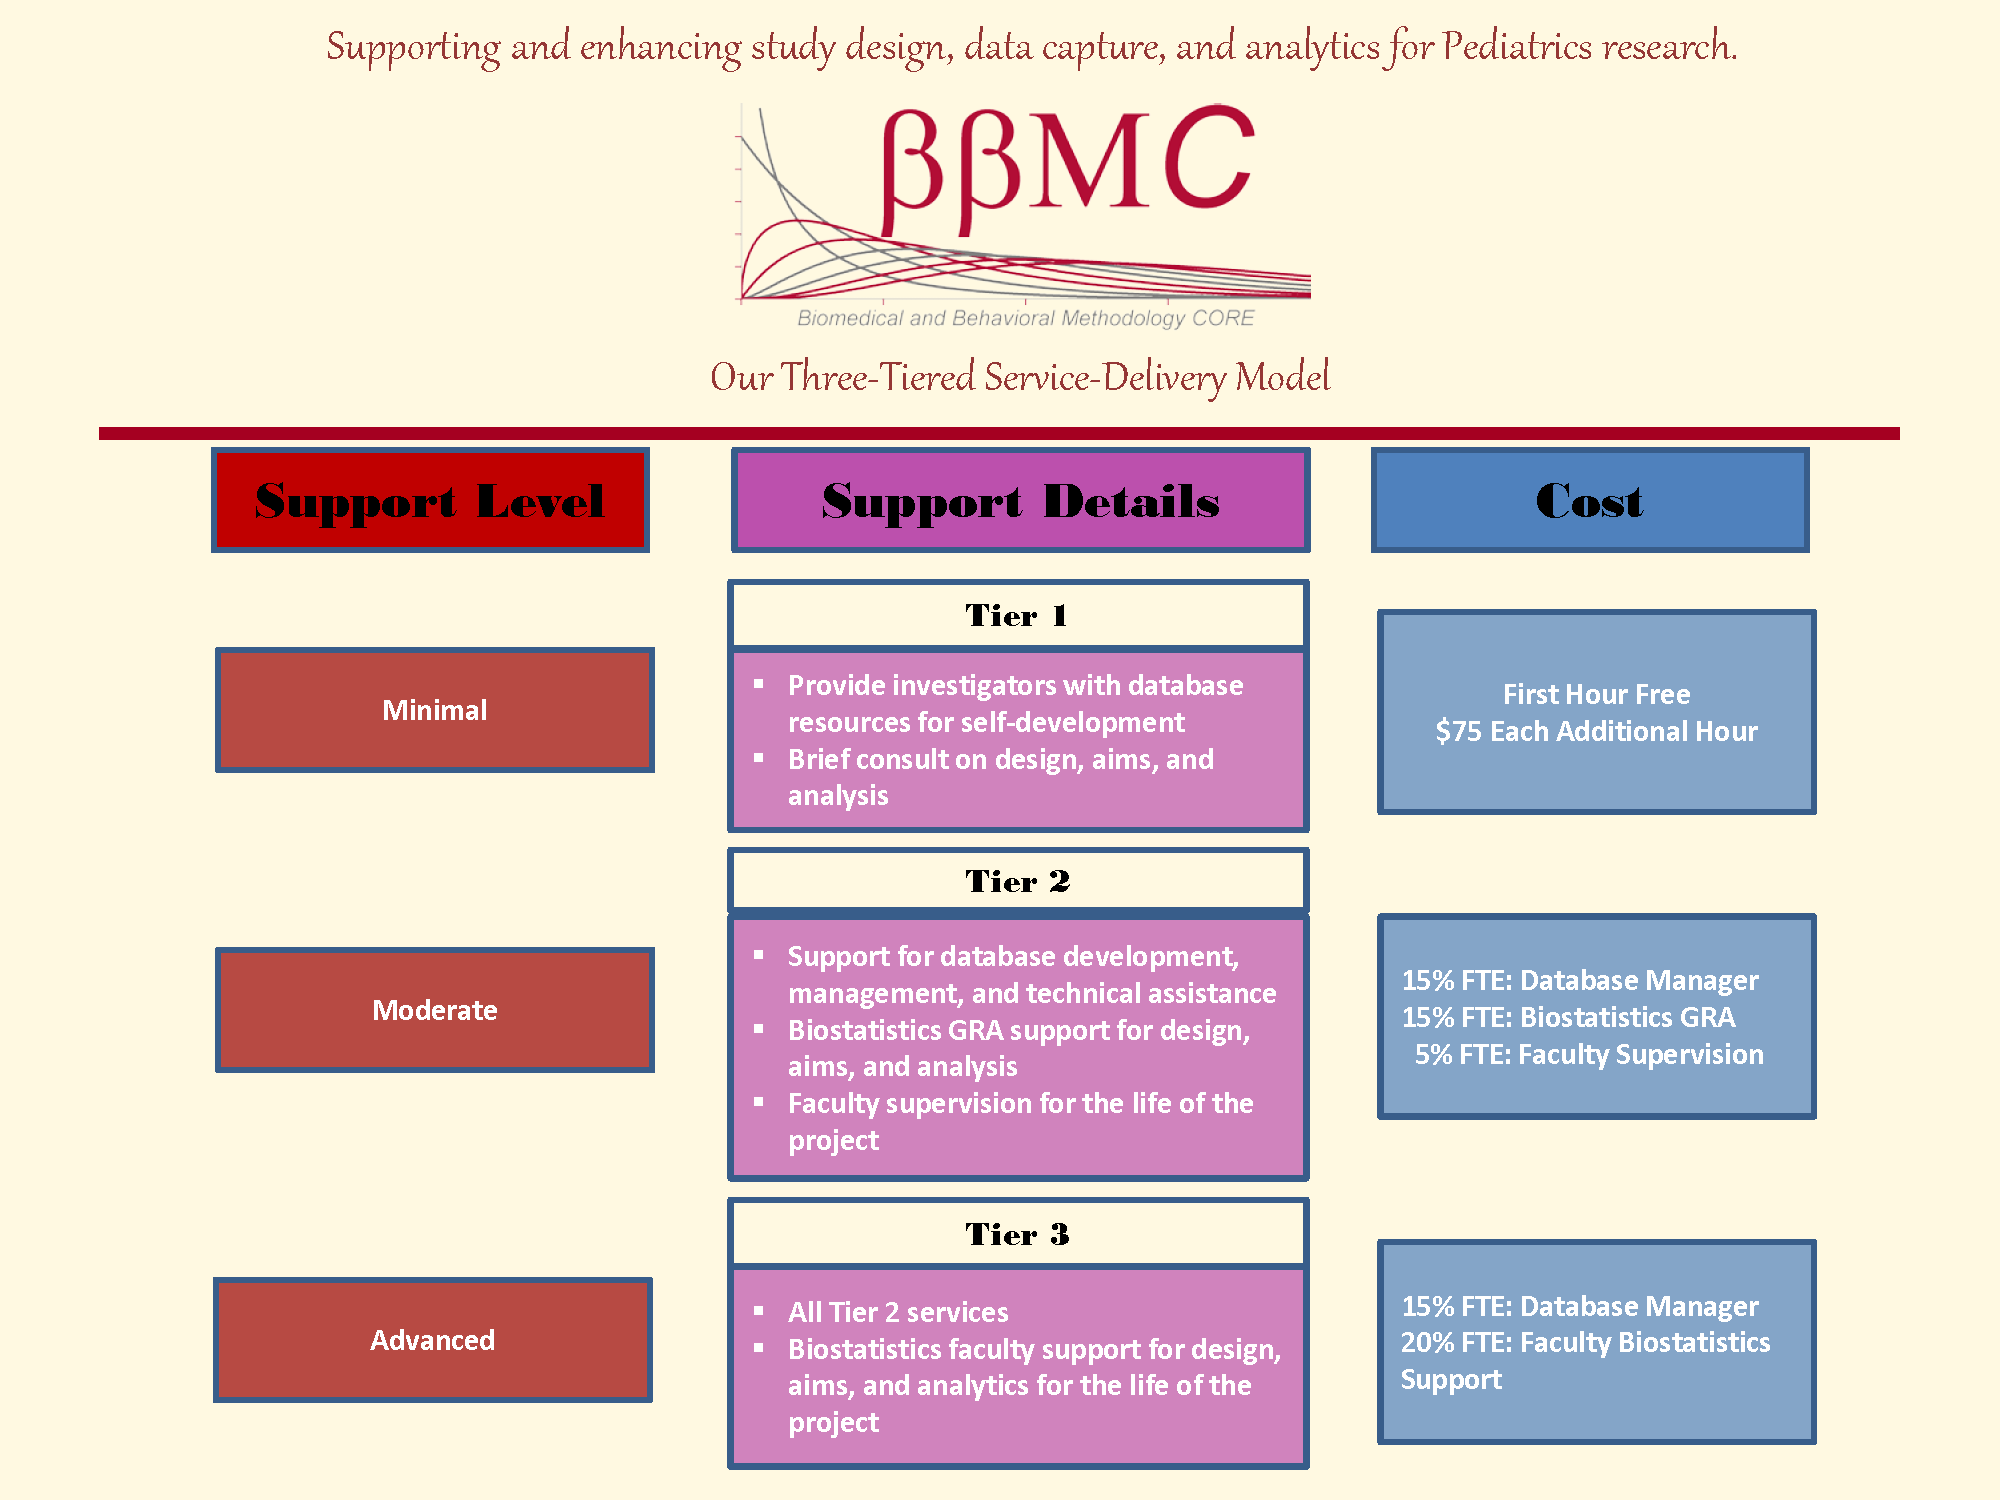 Supporting and enhancing study design, data capture, and analytics for Pediatrics research.
ββMC
Biomedical and Behavioral Methodology CORE
Our Three-Tiered Service-Delivery Model
Support Level
Support Details
Cost
Minimal
Tier 1
▪ Provide investigators with database
resources for self-development
▪ Brief consult on design, aims, and
analysis
First Hour Free
$75 Each Additional Hour
Moderate
Tier 2
▪ Support for database development,
management, and technical assistance
▪ Biostatistics GRA support for design,
aims, and analysis
▪ Faculty supervision for the life of the
project
15% FTE: Database Manager
15% FTE: Biostatistics GRA
5% FTE: Faculty Supervision
Advanced
Tier 3
▪ All Tier 2 services
▪ Biostatistics faculty support for design,
aims, and analytics for the life of the
project
15% FTE: Database Manager
20% FTE: Faculty Biostatistics
Support